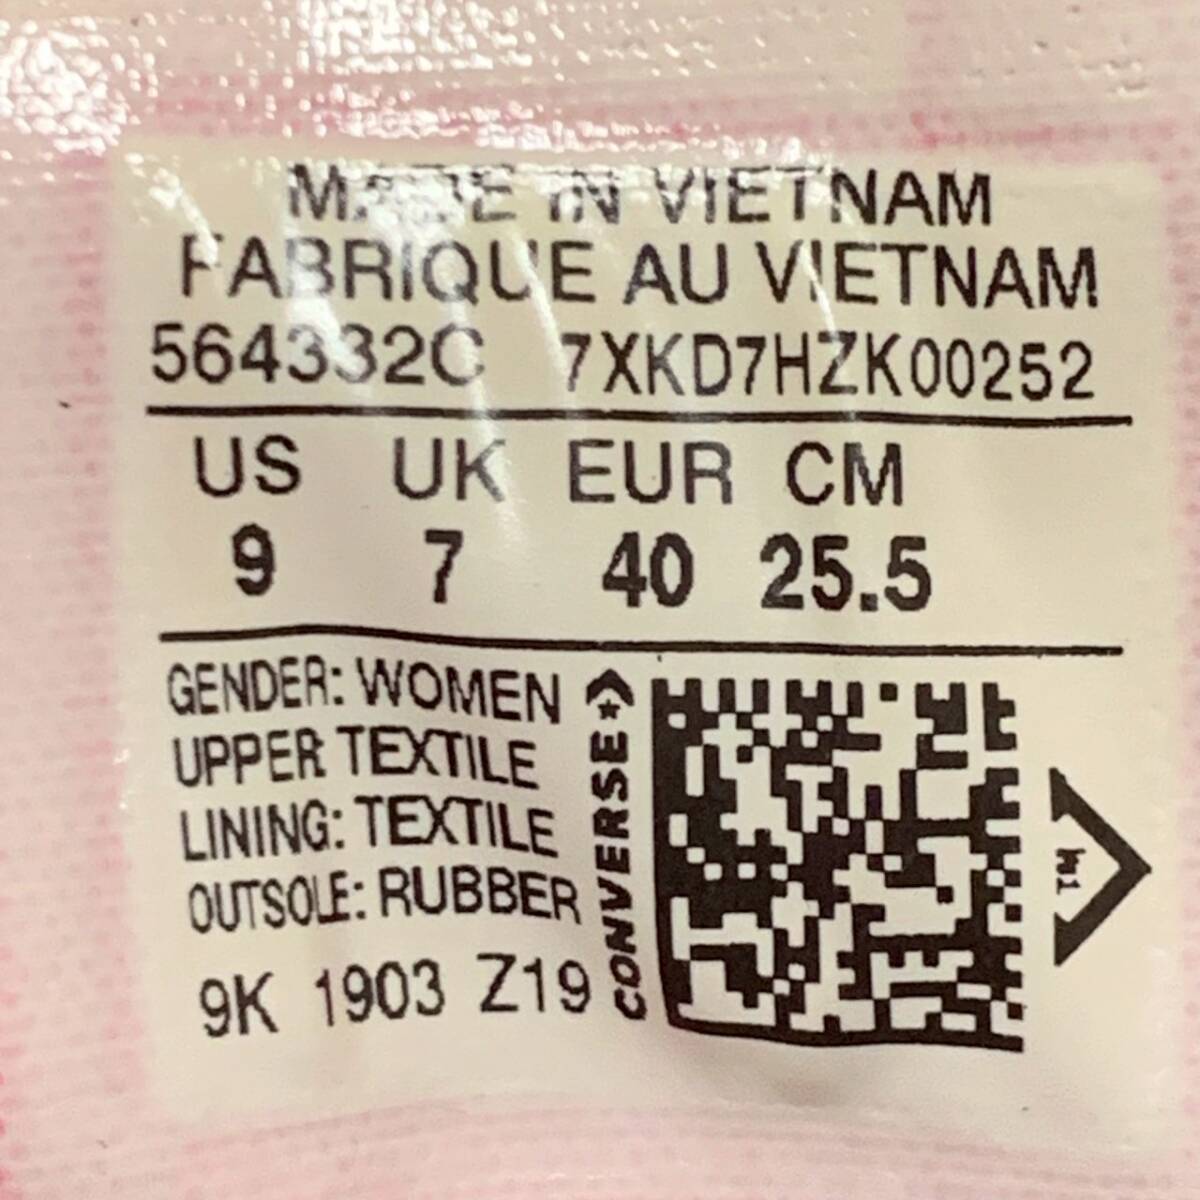 MADE IN VIETNAM
FABRIQUE AU VIETNAM
564332C 7XKD7HZK00252
US UK EUR CM
9 7 40 25.5
GENDER: WOMEN
UPPER TEXTILE
LINING: TEXTILE
OUTSOLE: RUBBER
9K 1903 Z19
CONVERSE